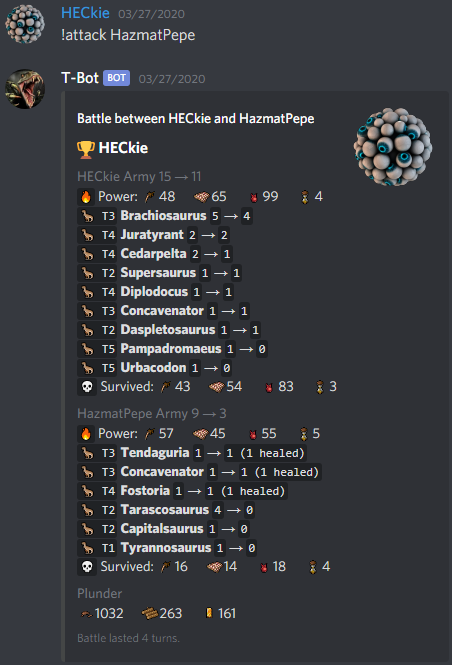 HECkie 03/27/2020
!attack HazmatPepe
T-Bot BOT 03/27/2020
Battle between HECkie and HazmatPepe
🏆 HECkie
HECkie Army 15 → 11
🔥 Power: 48 65 99 4
T3 Brachiosaurus 5 → 4
T4 Juratyrant 2 → 2
T4 Cedarpelta 2 → 1
T2 Supersaurus 1 → 1
T4 Diplodocus 1 → 1
T3 Concavenator 1 → 1
T2 Daspletosaurus 1 → 1
T5 Pampadromaeus 1 → 0
T5 Urbacodon 1 → 0
💀 Survived: 43 54 83 3
HazmatPepe Army 9 → 3
🔥 Power: 57 45 55 5
T3 Tendaguria 1 → 1 (1 healed)
T3 Concavenator 1 → 1 (1 healed)
T4 Fostoria 1 → 1 (1 healed)
T2 Tarascosaurus 4 → 0
T2 Capitalsaurus 1 → 0
T1 Tyrannosaurus 1 → 0
💀 Survived: 16 14 18 4
Plunder
1032 263 161
Battle lasted 4 turns.